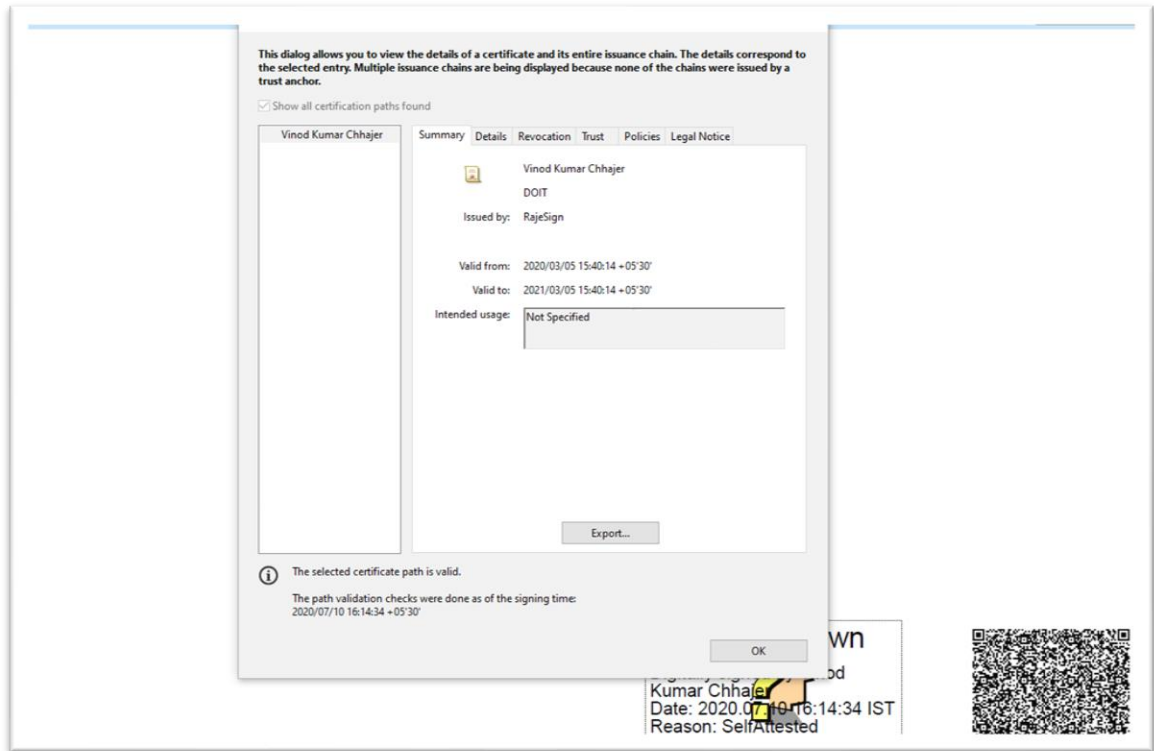 This dialog allows you to view the details of a certificate and its entire issuance chain. The details correspond to
the selected entry. Multiple issuance chains are being displayed because none of the chains were issued by a
trust anchor.
Show all certification paths found
Vinod Kumar Chhajer
Summary Details Revocation Trust Policies Legal Notice
Vinod Kumar Chhajer
DOIT
Issued by: RajeSign
Valid from: 2020/03/05 15:40:14 +05'30'
Valid to: 2021/03/05 15:40:14 +05'30'
Intended usage: Not Specified
Export...
The selected certificate path is valid.
The path validation checks were done as of the signing time:
2020/07/10 16:14:34 +05'30'
OK
Kumar Chhajer
Date: 2020.07.10 16:14:34 IST
Reason: SelfAttested